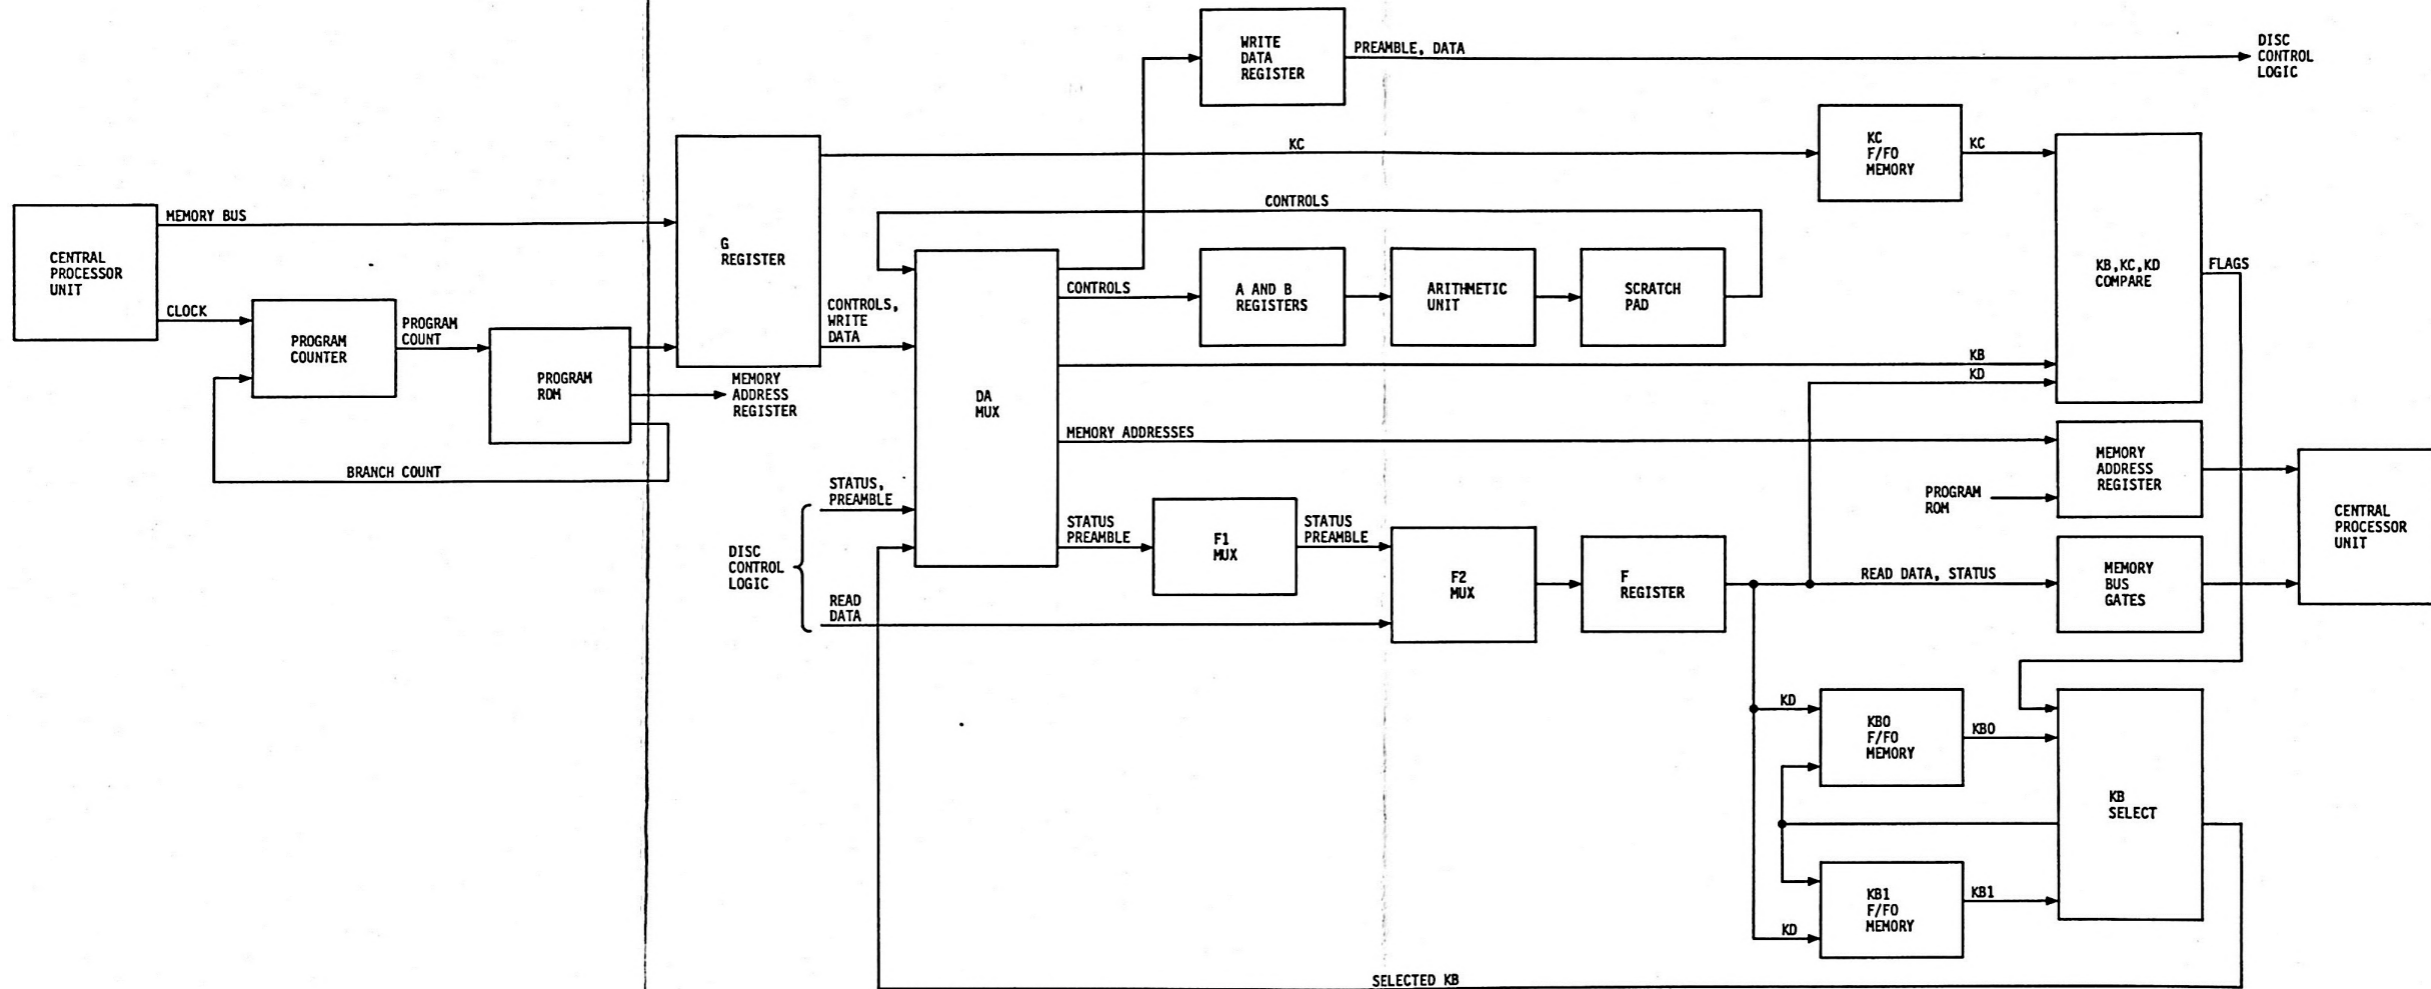 WRITE
DATA
REGISTER
PREAMBLE, DATA
DISC
CONTROL
LOGIC
KC
KC
F/FO
MEMORY
KC
CENTRAL
PROCESSOR
UNIT
MEMORY BUS
CLOCK
PROGRAM
COUNTER
PROGRAM
COUNT
PROGRAM
ROM
BRANCH COUNT
G
REGISTER
MEMORY
ADDRESS
REGISTER
CONTROLS,
WRITE
DATA
CONTROLS
DA
MUX
CONTROLS
A AND B
REGISTERS
ARITHMETIC
UNIT
SCRATCH
PAD
KB,KC,KD
COMPARE
FLAGS
KB
KD
MEMORY ADDRESSES
MEMORY
ADDRESS
REGISTER
PROGRAM
ROM
CENTRAL
PROCESSOR
UNIT
DISC
CONTROL
LOGIC
STATUS,
PREAMBLE
READ
DATA
STATUS
PREAMBLE
F1
MUX
STATUS
PREAMBLE
F2
MUX
F
REGISTER
READ DATA, STATUS
MEMORY
BUS
GATES
KD
KB0
F/FO
MEMORY
KB0
KB
SELECT
KD
KB1
F/FO
MEMORY
KB1
SELECTED KB